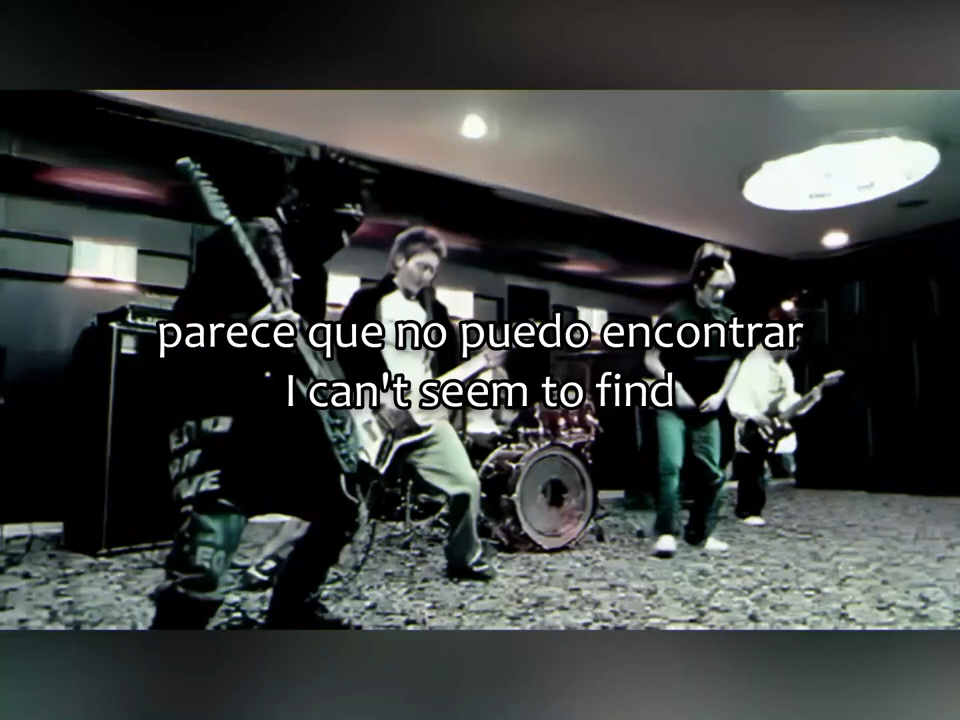 parece que no puedo encontrar
I can't seem to find